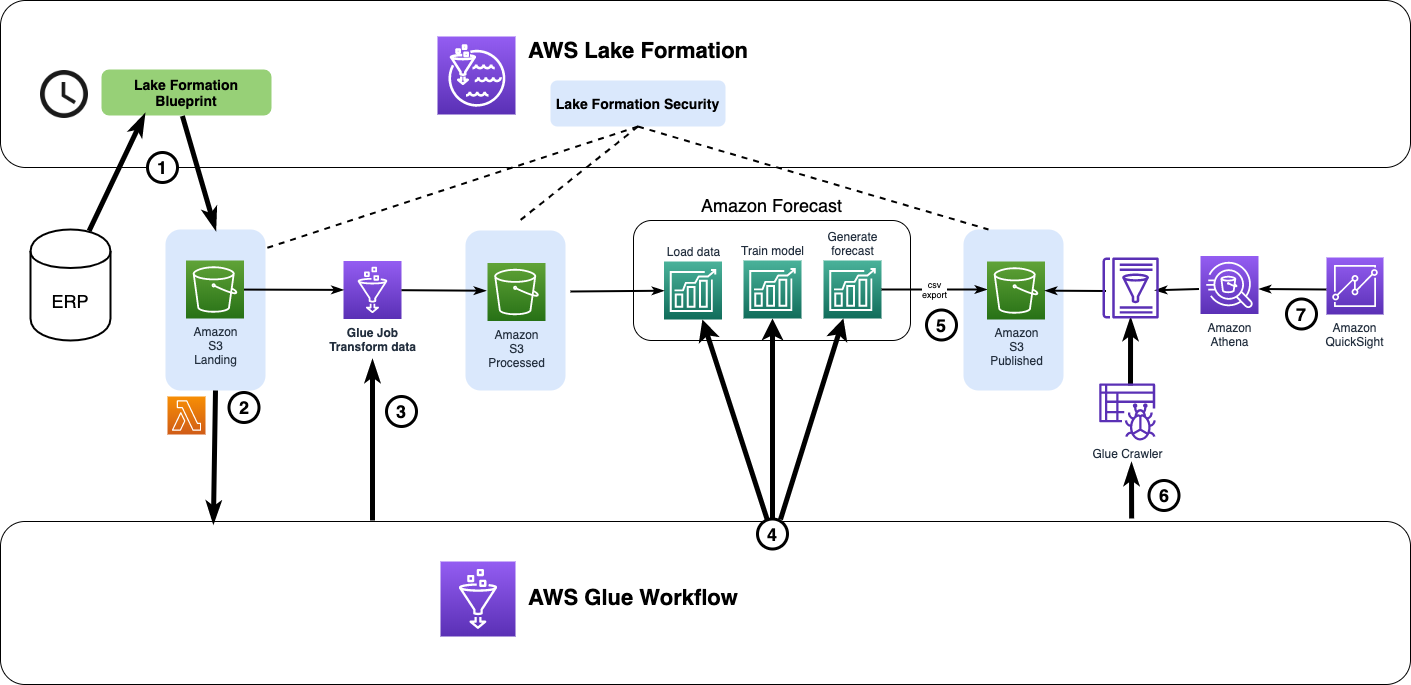 AWS Lake Formation
Lake Formation
Blueprint
Lake Formation Security
1
ERP
Amazon
S3
Landing
2
Glue Job
Transform data
3
Amazon
S3
Processed
Amazon Forecast
Load data
Train model
Generate
forecast
4
csv
export
5
Amazon
S3
Published
Glue Crawler
6
Amazon
Athena
7
Amazon
QuickSight
AWS Glue Workflow